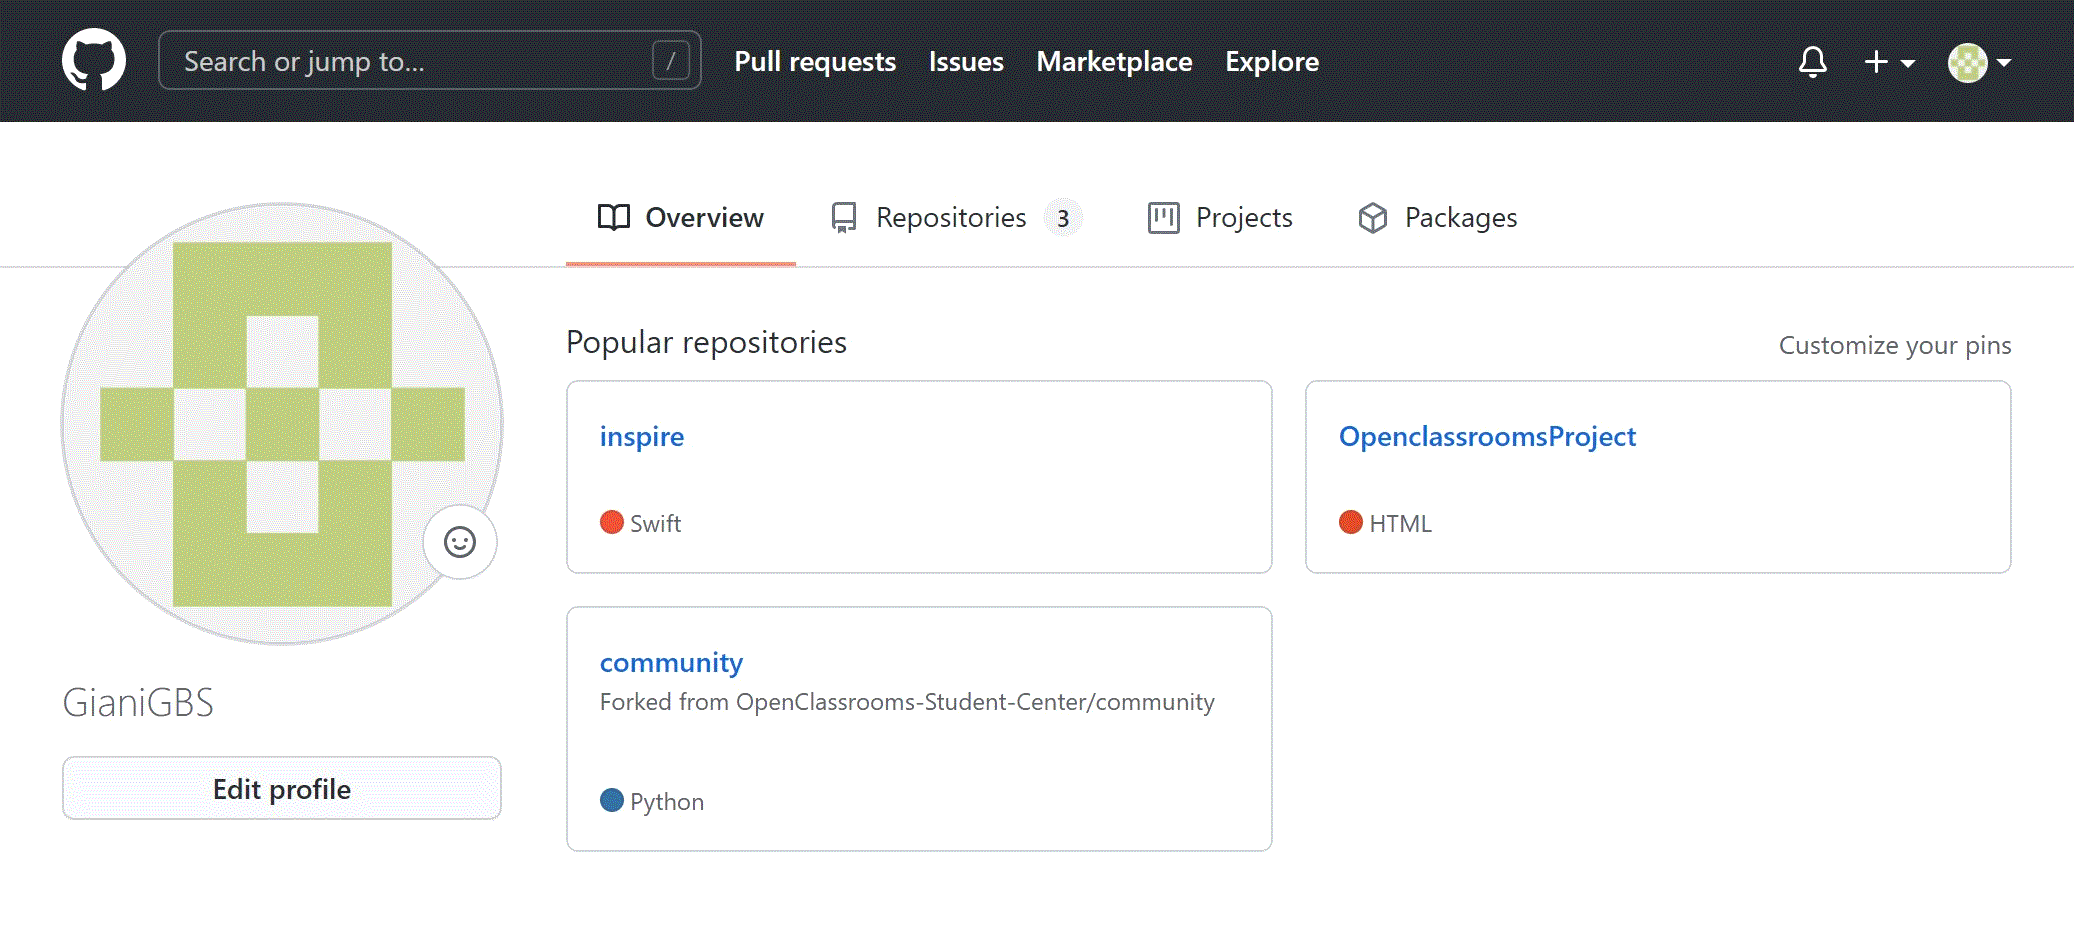 Search or jump to... / Pull requests Issues Marketplace Explore
Overview Repositories 3 Projects Packages
Popular repositories
Customize your pins
inspire
Swift
OpenclassroomsProject
HTML
community
Forked from OpenClassrooms-Student-Center/community
Python
GianiGBS
Edit profile